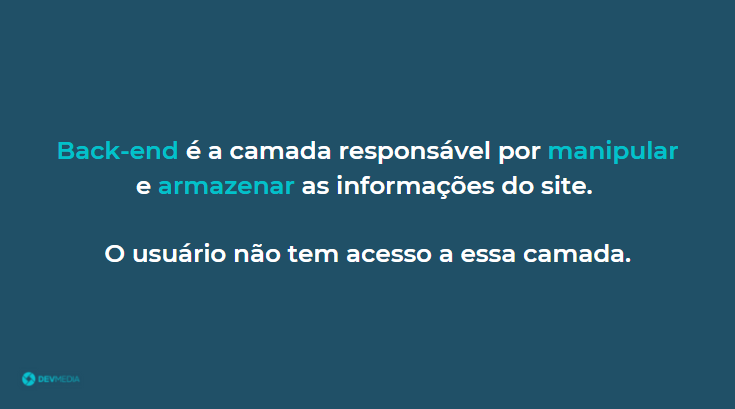 Back-end é a camada responsável por manipular
e armazenar as informações do site.
O usuário não tem acesso a essa camada.
DEVMEDIA